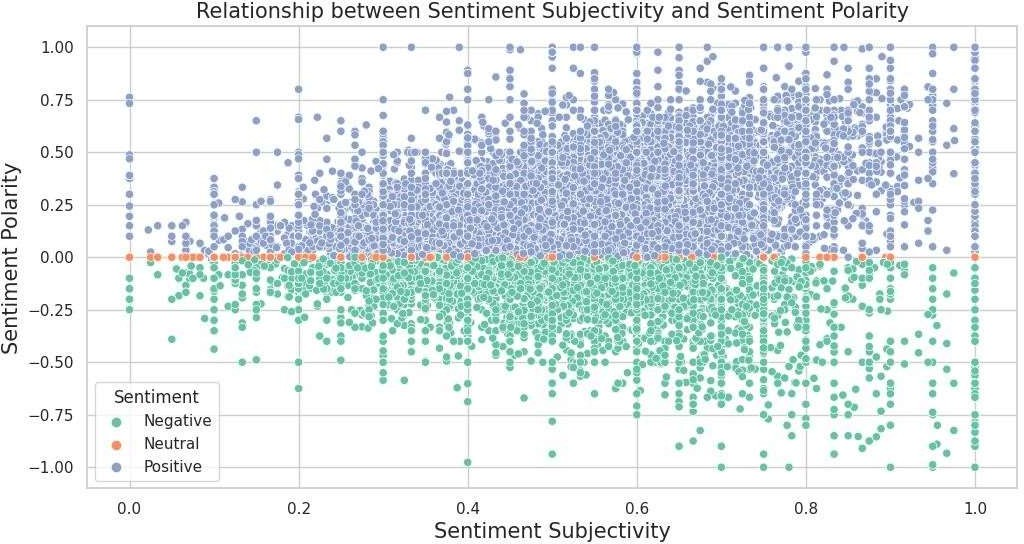 Relationship between Sentiment Subjectivity and Sentiment Polarity
Sentiment Polarity
1.00
0.75
0.50
0.25
0.00
−0.25
−0.50
−0.75
−1.00
Sentiment
Negative
Neutral
Positive
0.0 0.2 0.4 0.6 0.8 1.0
Sentiment Subjectivity